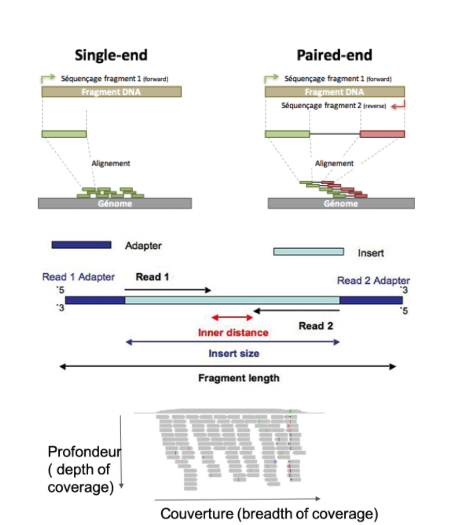 Single-end
Paired-end
Séquençage fragment 1 (forward)
Fragment DNA
Séquençage fragment 1 (forward)
Fragment DNA
Séquençage fragment 2 (reverse)
Alignement
Alignement
Génome
Génome
Adapter
Insert
Read 1 Adapter
Read 1
Read 2 Adapter
`5
`3
`3
`5
Inner distance
Read 2
Insert size
Fragment length
Profondeur
( depth of
coverage)
Couverture (breadth of coverage)